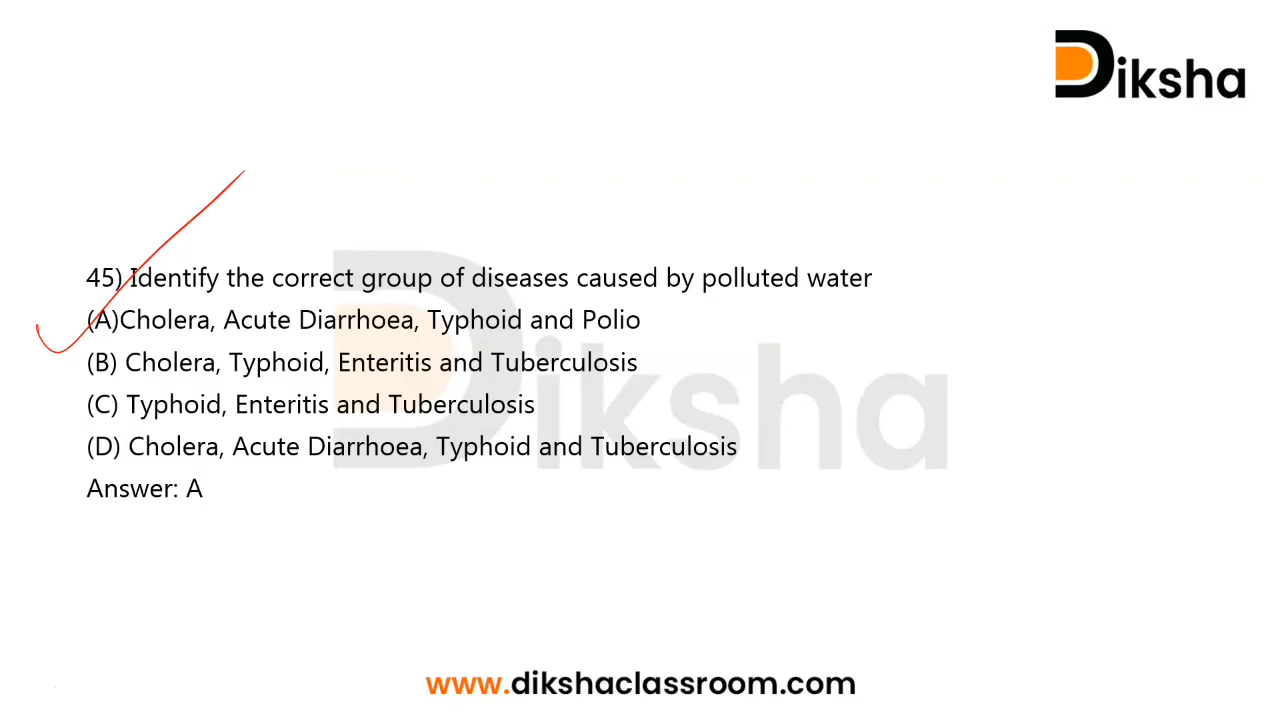 Diksha
45) Identify the correct group of diseases caused by polluted water
(A)Cholera, Acute Diarrhoea, Typhoid and Polio
(B) Cholera, Typhoid, Enteritis and Tuberculosis
(C) Typhoid, Enteritis and Tuberculosis
(D) Cholera, Acute Diarrhoea, Typhoid and Tuberculosis
Answer: A
Diksha
www.dikshaclassroom.com